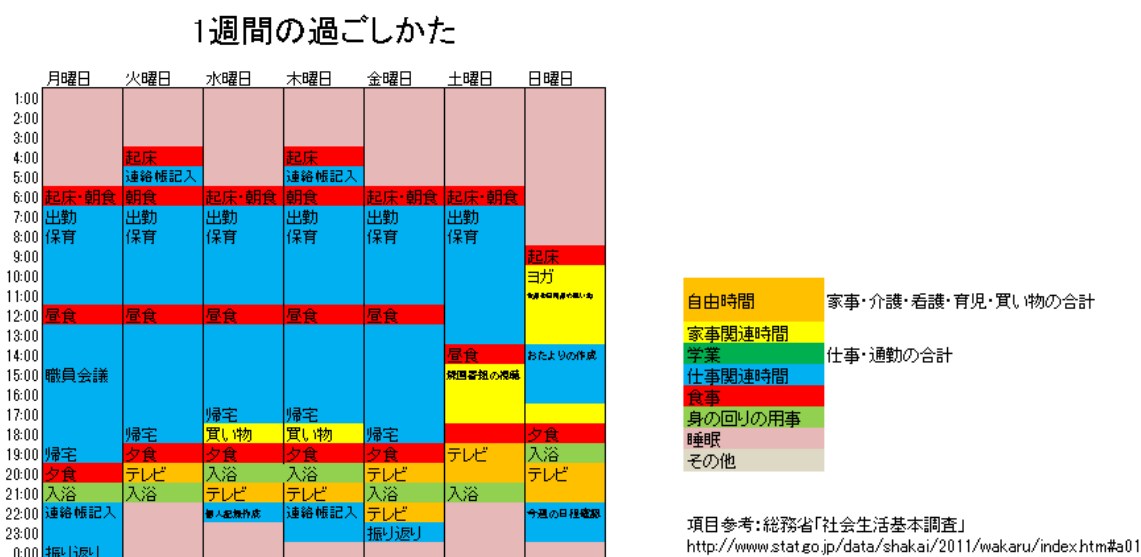 1週間の過ごしかた
月曜日 火曜日 水曜日 木曜日 金曜日 土曜日 日曜日
1:00
2:00
3:00
4:00 起床 起床
5:00 連絡帳記入 連絡帳記入
6:00 起床・朝食 朝食 起床・朝食 朝食 起床・朝食 起床・朝食
7:00 出勤 出勤 出勤 出勤 出勤 出勤
8:00 保育 保育 保育 保育 保育 保育
9:00 起床
10:00 ヨガ
11:00
12:00 昼食 昼食 昼食 昼食 昼食
13:00
14:00 昼食 おたよりの作成
15:00 職員会議 録画番組の視聴
16:00
17:00 帰宅 帰宅
18:00 帰宅 買い物 買い物 帰宅 夕食
19:00 帰宅 夕食 夕食 夕食 夕食 テレビ 入浴
20:00 夕食 テレビ 入浴 入浴 テレビ テレビ
21:00 入浴 入浴 テレビ テレビ 入浴 入浴
22:00 連絡帳記入 個人記録作成 連絡帳記入 テレビ 今週の日程確認
23:00 振り返り
0:00 振り返り
自由時間 家事・介護・看護・育児・買い物の合計
家事関連時間
学業 仕事・通勤の合計
仕事関連時間
食事
身の回りの用事
睡眠
その他
項目参考:総務省「社会生活基本調査」
http://www.stat.go.jp/data/shakai/2011/wakaru/index.htm#a01